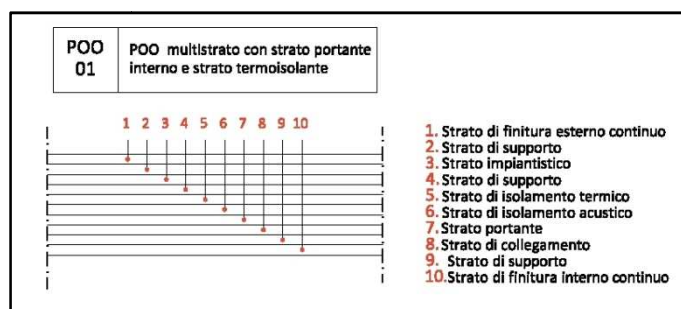 POO
01
POO multistrato con strato portante
interno e strato termoisolante
1 2 3 4 5 6 7 8 9 10
1. Strato di finitura esterno continuo
2. Strato di supporto
3. Strato impiantistico
4. Strato di supporto
5. Strato di isolamento termico
6. Strato di isolamento acustico
7. Strato portante
8. Strato di collegamento
9. Strato di supporto
10. Strato di finitura interno continuo